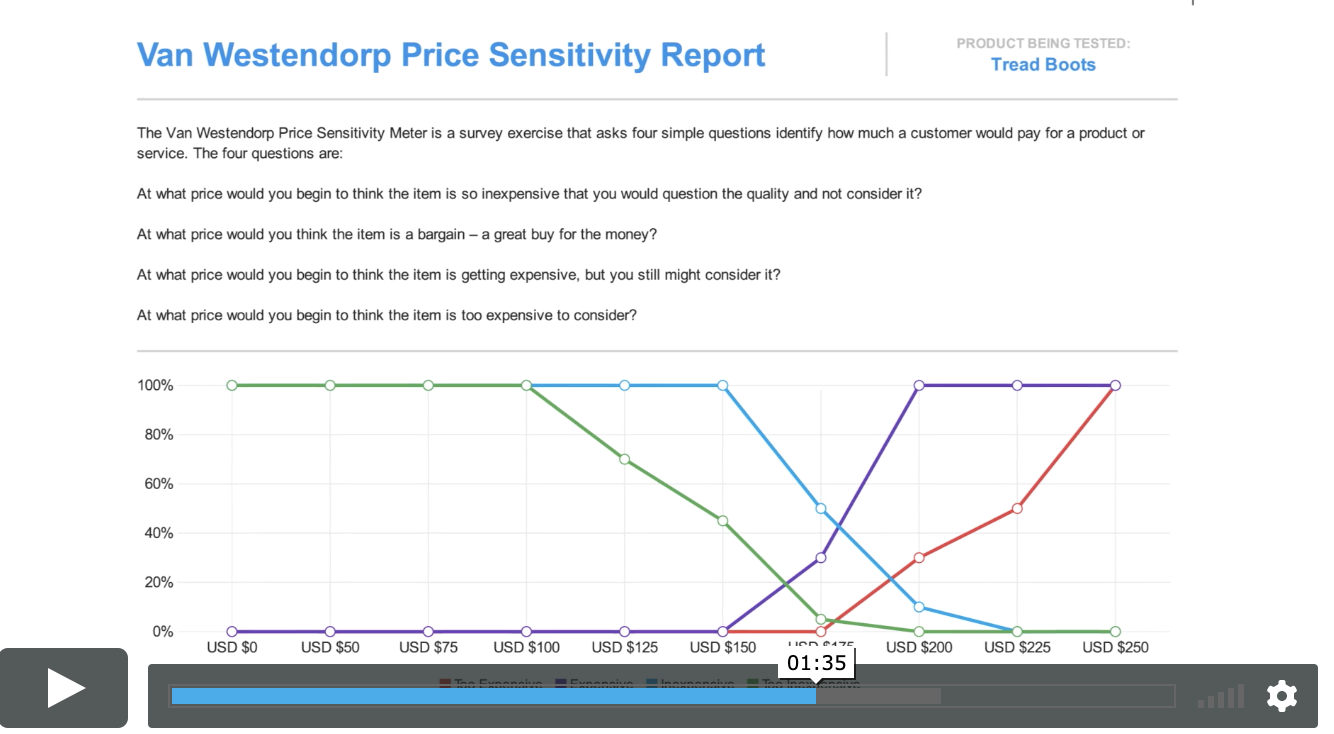 Van Westendorp Price Sensitivity Report
PRODUCT BEING TESTED:
Tread Boots
The Van Westendorp Price Sensitivity Meter is a survey exercise that asks four simple questions identify how much a customer would pay for a product or
service. The four questions are:
At what price would you begin to think the item is so inexpensive that you would question the quality and not consider it?
At what price would you think the item is a bargain – a great buy for the money?
At what price would you begin to think the item is getting expensive, but you still might consider it?
At what price would you begin to think the item is too expensive to consider?
100%
80%
60%
40%
20%
0%
USD $0 USD $50 USD $75 USD $100 USD $125 USD $150 USD $175 USD $200 USD $225 USD $250
01:35
Too Expensive Expensive Inexpensive Too Inexpensive